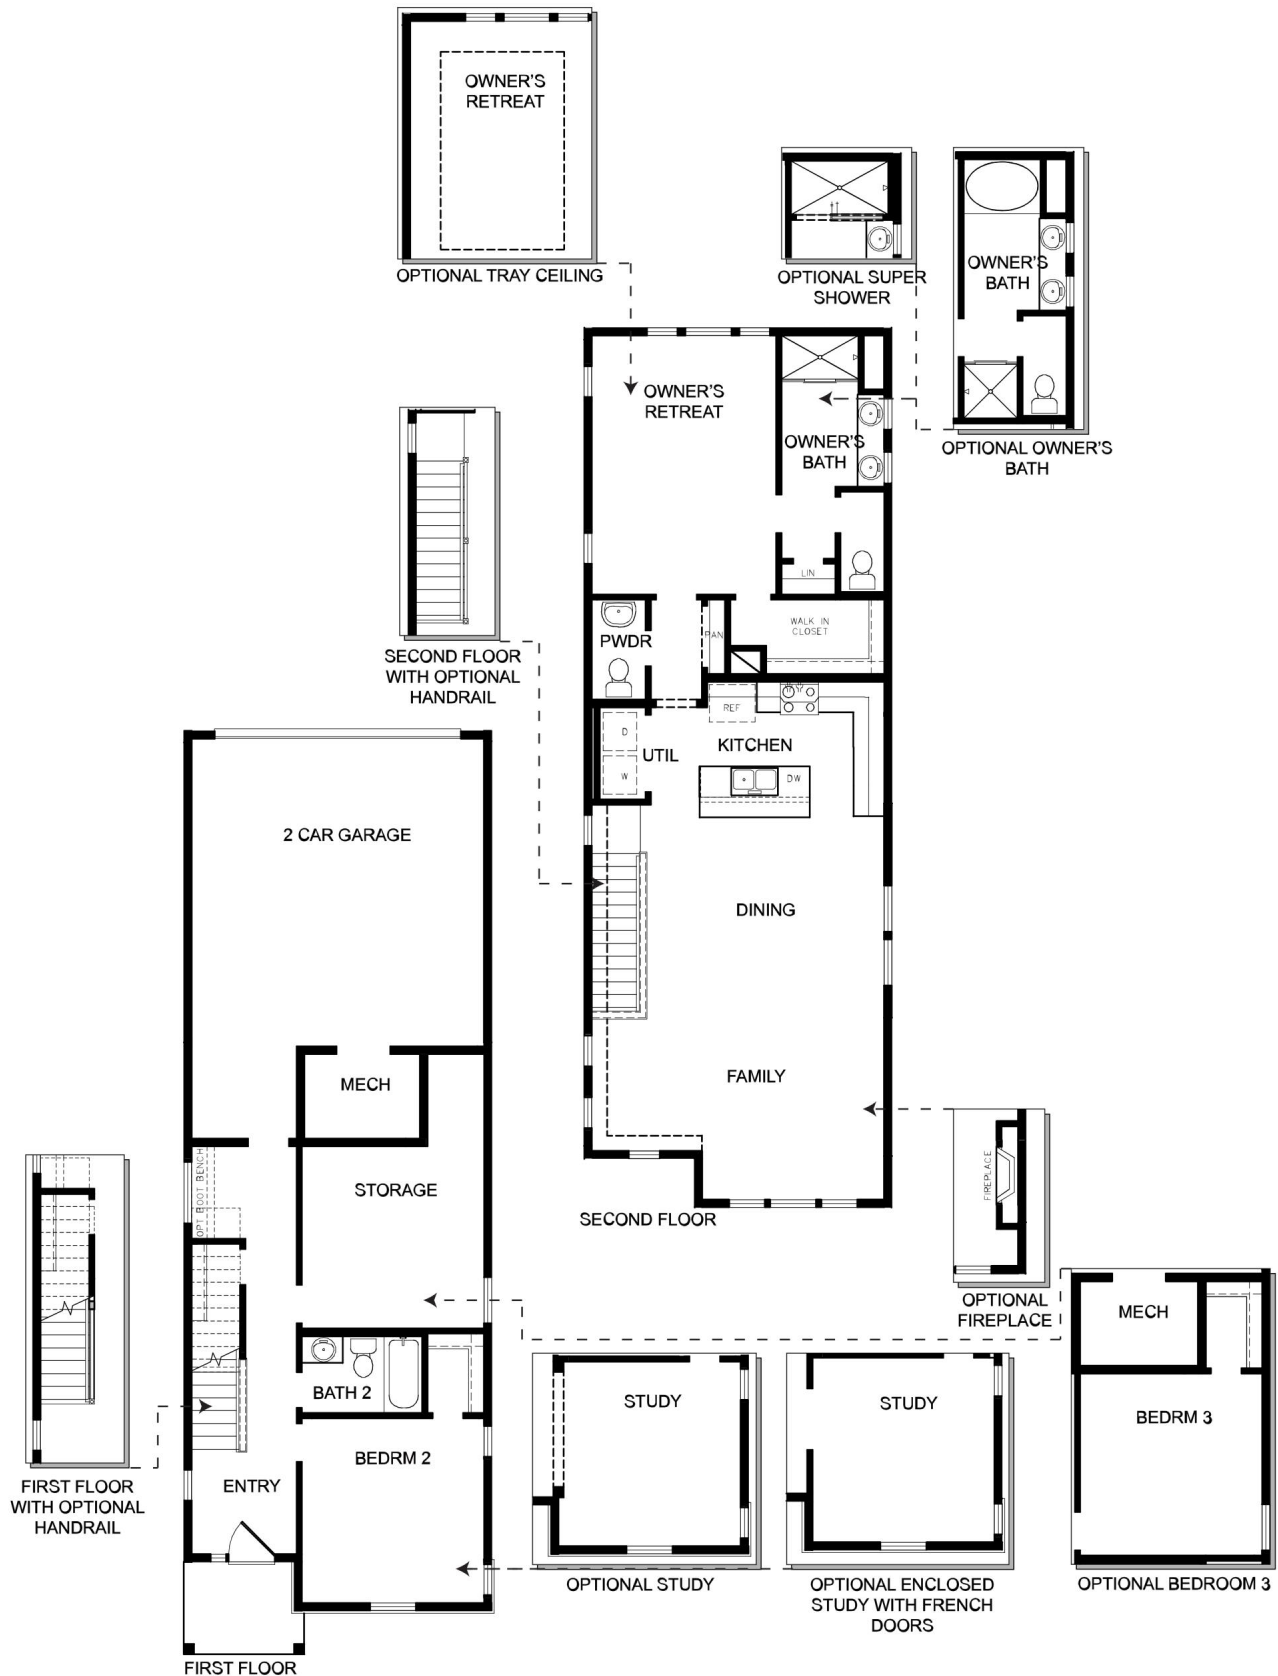 OWNER'S
RETREAT
OPTIONAL TRAY CEILING
OPTIONAL SUPER
SHOWER
OWNER'S
BATH
OPTIONAL OWNER'S
BATH
OWNER'S
RETREAT
OWNER'S
BATH
LIN
WALK IN
CLOSET
PWDR
PAN
REF
D
W
UTIL
KITCHEN
DW
DINING
FAMILY
SECOND FLOOR
SECOND FLOOR
WITH OPTIONAL
HANDRAIL
FIREPLACE
OPTIONAL
FIREPLACE
2 CAR GARAGE
MECH
OPT BOOT BENCH
STORAGE
BATH 2
BEDRM 2
ENTRY
FIRST FLOOR
FIRST FLOOR
WITH OPTIONAL
HANDRAIL
STUDY
OPTIONAL STUDY
STUDY
OPTIONAL ENCLOSED
STUDY WITH FRENCH
DOORS
MECH
BEDRM 3
OPTIONAL BEDROOM 3